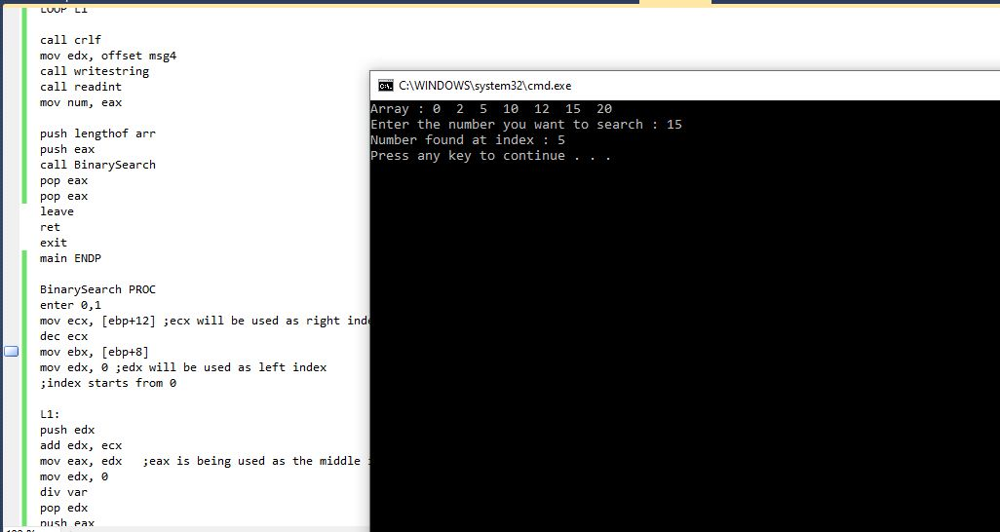 LOOP L1
call crlf
mov edx, offset msg4
call writestring
call readint
mov num, eax
push lengthof arr
push eax
call BinarySearch
pop eax
pop eax
leave
ret
exit
main ENDP
BinarySearch PROC
enter 0,1
mov ecx, [ebp+12] ;ecx will be used as right inde
dec ecx
mov ebx, [ebp+8]
mov edx, 0 ;edx will be used as left index
;index starts from 0
L1:
push edx
add edx, ecx
mov eax, edx ;eax is being used as the middle
mov edx, 0
div var
pop edx
push eax
C:\WINDOWS\system32\cmd.exe
Array : 0 2 5 10 12 15 20
Enter the number you want to search : 15
Number found at index : 5
Press any key to continue . . .